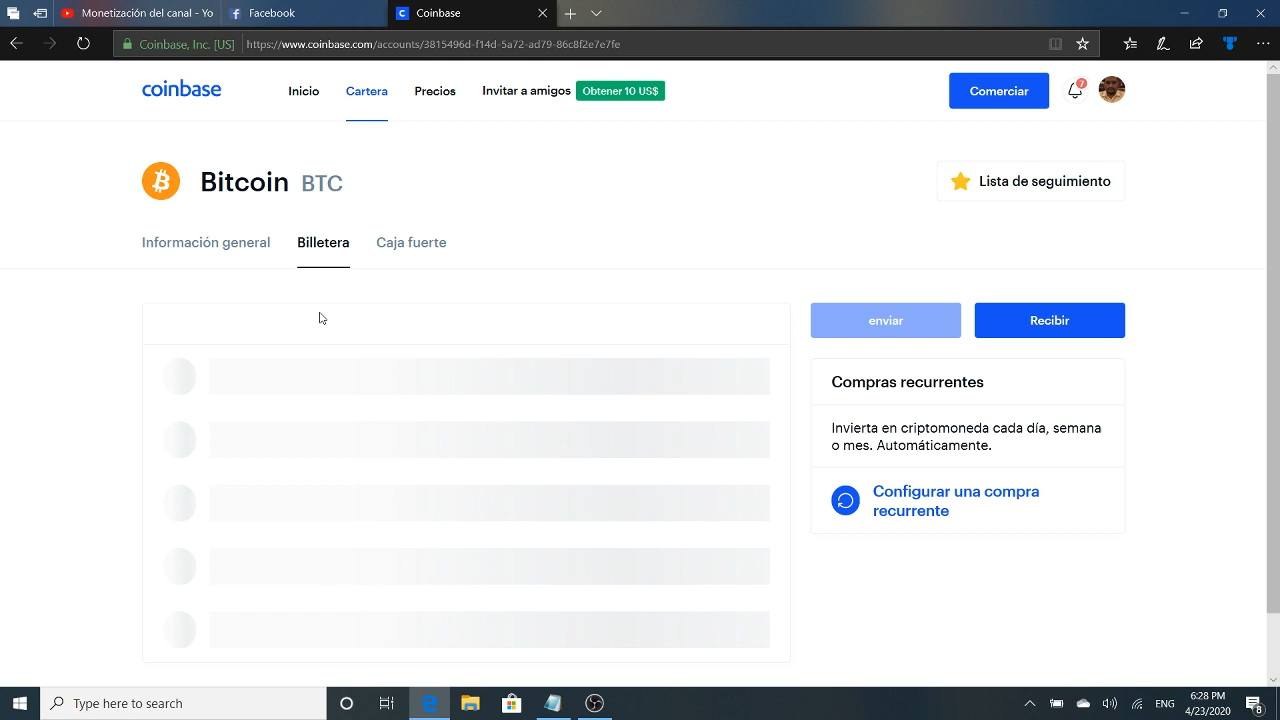 Monetización del canal - Yo
Facebook
Coinbase
Coinbase, Inc. [US]
https://www.coinbase.com/accounts/3815496d-f14d-5a72-ad79-86c8f2e7e7fe
coinbase
Inicio
Cartera
Precios
Invitar a amigos
Obtener 10 US$
Comerciar
7
Bitcoin BTC
Lista de seguimiento
Información general
Billetera
Caja fuerte
enviar
Recibir
Compras recurrentes
Invierta en criptomoneda cada día, semana
o mes. Automáticamente.
Configurar una compra
recurrente
Type here to search
ENG
6:28 PM
4/23/2020
8